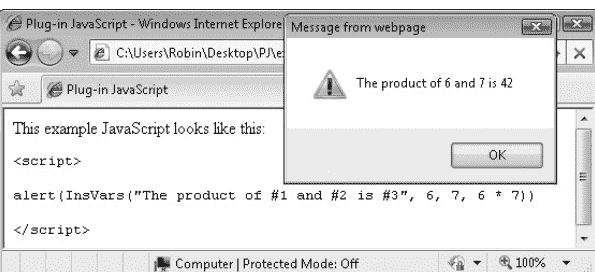 Plug-in JavaScript - Windows Internet Explore
Message from webpage
C:\Users\Robin\Desktop\PJ\e
Plug-in JavaScript
The product of 6 and 7 is 42
OK
This example JavaScript looks like this:
<script>
alert(InsVars("The product of #1 and #2 is #3", 6, 7, 6 * 7))
</script>
Computer | Protected Mode: Off
100%